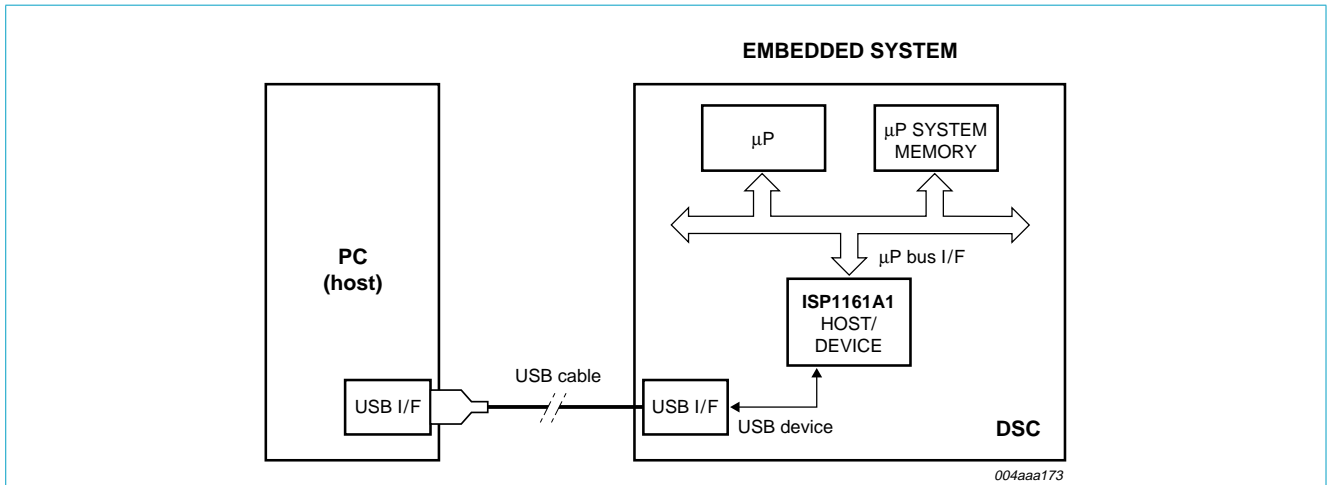 EMBEDDED SYSTEM
PC
(host)
USB I/F
USB cable
μP
μP SYSTEM
MEMORY
μP bus I/F
ISP1161A1
HOST/
DEVICE
USB I/F
USB device
DSC
004aaa173